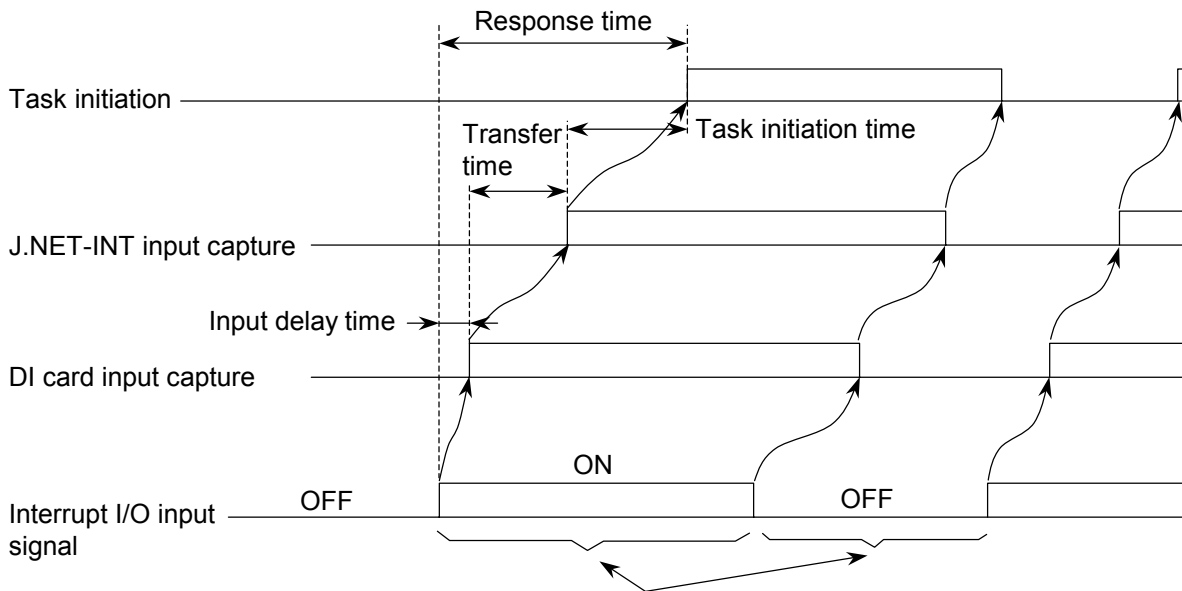 Response time
Task initiation
Transfer
time
Task initiation time
J.NET-INT input capture
Input delay time
DI card input capture
ON
OFF
OFF
Interrupt I/O input
signal